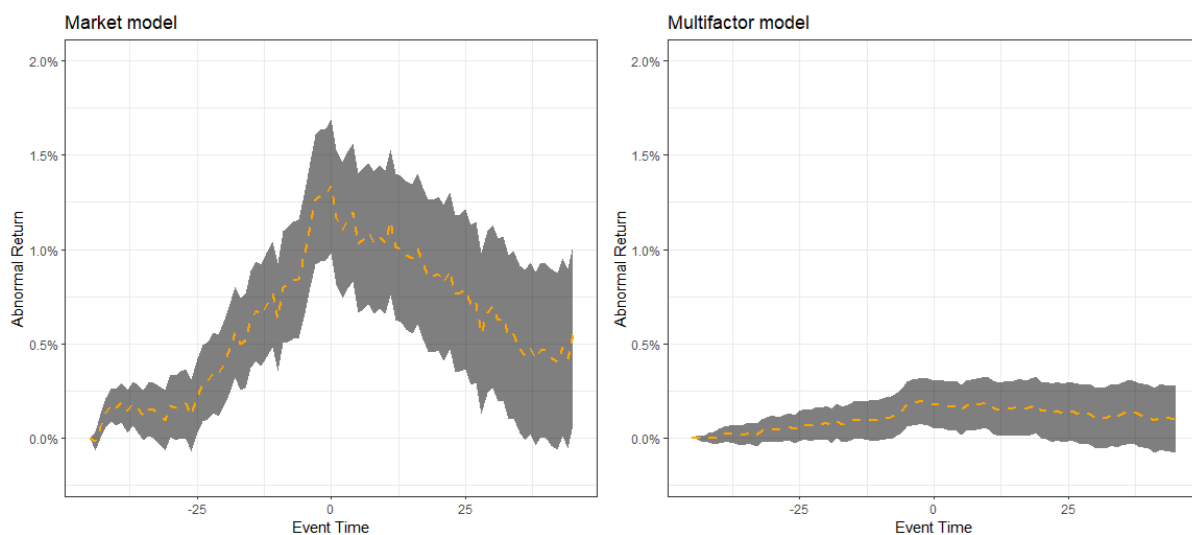 Market model
2.0%
1.5%
1.0%
0.5%
0.0%
Abnormal Return
-25
0
25
Event Time
Multifactor model
2.0%
1.5%
1.0%
0.5%
0.0%
Abnormal Return
-25
0
25
Event Time